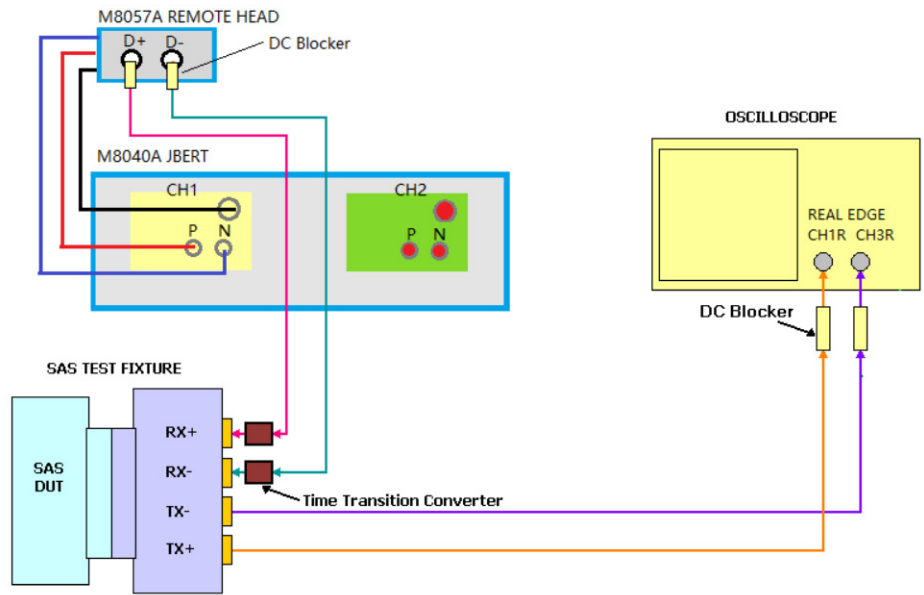 M8057A REMOTE HEAD
D+ D-
DC Blocker
M8040A JBERT
CH1
P N
CH2
P N
OSCILLOSCOPE
REAL EDGE
CH1R CH3R
DC Blocker
SAS TEST FIXTURE
SAS
DUT
RX+
RX-
TX-
TX+
Time Transition Converter